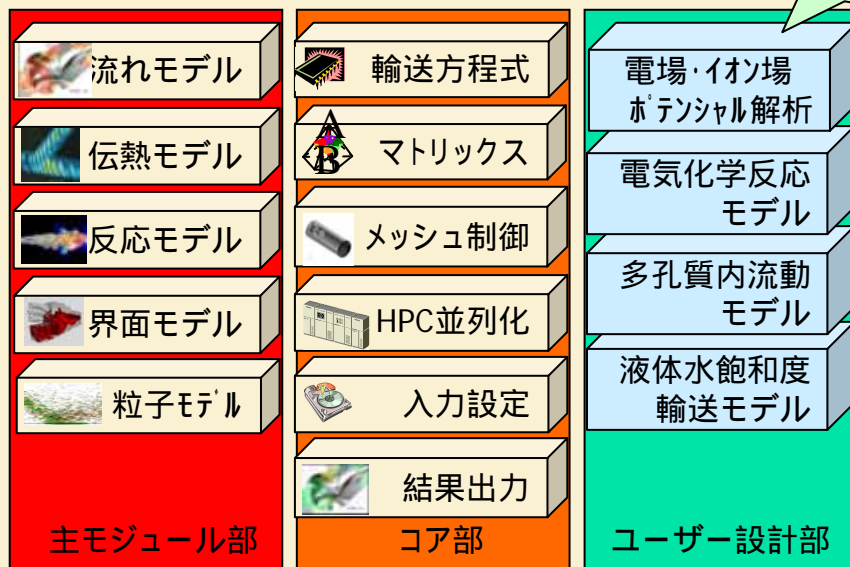 流れモデル
伝熱モデル
反応モデル
界面モデル
粒子ﾓﾃﾞﾙ
主モジュール部
輸送方程式
A
B
マトリックス
メッシュ制御
HPC並列化
入力設定
結果出力
コア部
電場･ｲｵﾝ場
ﾎﾟﾃﾝｼｬﾙ解析
電気化学反応
モデル
多孔質内流動
モデル
液体水飽和度
輸送モデル
ユーザー設計部